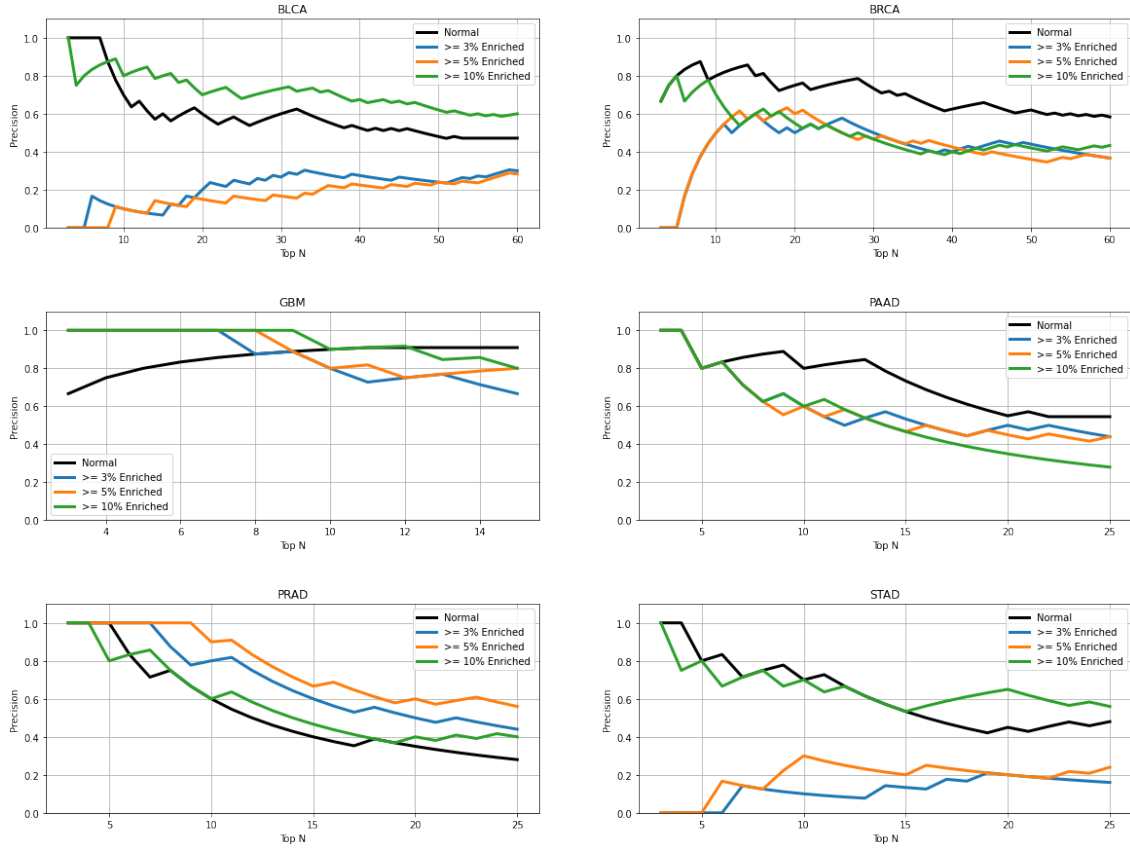 BLCA
Precision
1.0
0.8
0.6
0.4
0.2
0.0
Normal
>= 3% Enriched
>= 5% Enriched
>= 10% Enriched
10 20 30 40 50 60
Top N
BRCA
Precision
1.0
0.8
0.6
0.4
0.2
0.0
Normal
>= 3% Enriched
>= 5% Enriched
>= 10% Enriched
10 20 30 40 50 60
Top N
GBM
Precision
1.0
0.8
0.6
0.4
0.2
0.0
Normal
>= 3% Enriched
>= 5% Enriched
>= 10% Enriched
4 6 8 10 12 14
Top N
PAAD
Precision
1.0
0.8
0.6
0.4
0.2
0.0
Normal
>= 3% Enriched
>= 5% Enriched
>= 10% Enriched
5 10 15 20 25
Top N
PRAD
Precision
1.0
0.8
0.6
0.4
0.2
0.0
Normal
>= 3% Enriched
>= 5% Enriched
>= 10% Enriched
5 10 15 20 25
Top N
STAD
Precision
1.0
0.8
0.6
0.4
0.2
0.0
Normal
>= 3% Enriched
>= 5% Enriched
>= 10% Enriched
5 10 15 20 25
Top N